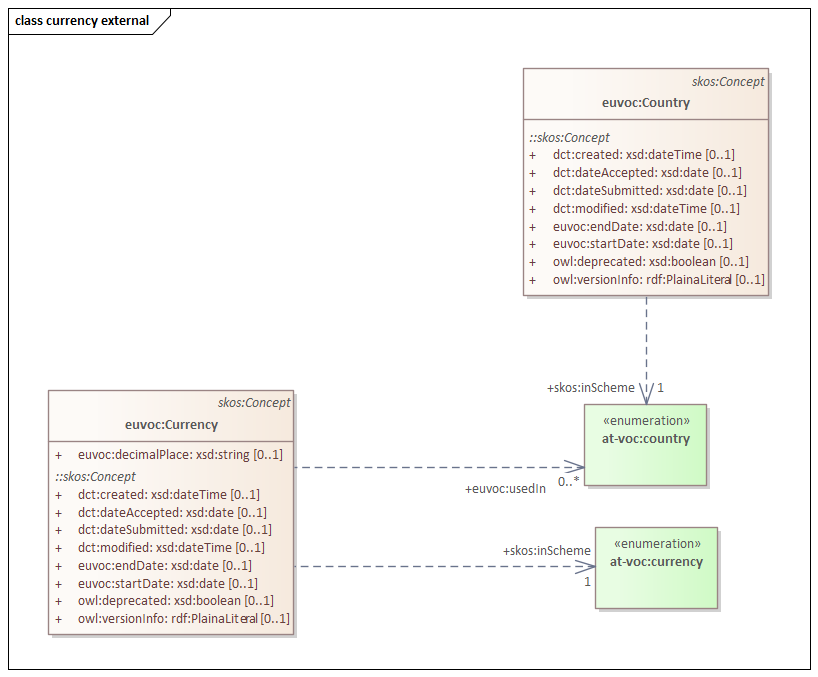 class currency external
skos:Concept
euvoc:Country
::skos:Concept
+ dct:created: xsd:dateTime [0..1]
+ dct:dateAccepted: xsd:date [0..1]
+ dct:dateSubmitted: xsd:date [0..1]
+ dct:modified: xsd:dateTime [0..1]
+ euvoc:endDate: xsd:date [0..1]
+ euvoc:startDate: xsd:date [0..1]
+ owl:deprecated: xsd:boolean [0..1]
+ owl:versionInfo: rdf:PlainaLiteral [0..1]
+skos:inScheme 1
«enumeration»
at-voc:country
skos:Concept
euvoc:Currency
+ euvoc:decimalPlace: xsd:string [0..1]
::skos:Concept
+ dct:created: xsd:dateTime [0..1]
+ dct:dateAccepted: xsd:date [0..1]
+ dct:dateSubmitted: xsd:date [0..1]
+ dct:modified: xsd:dateTime [0..1]
+ euvoc:endDate: xsd:date [0..1]
+ euvoc:startDate: xsd:date [0..1]
+ owl:deprecated: xsd:boolean [0..1]
+ owl:versionInfo: rdf:PlainaLiteral [0..1]
0..*
+euvoc:usedIn
+skos:inScheme
1
«enumeration»
at-voc:currency